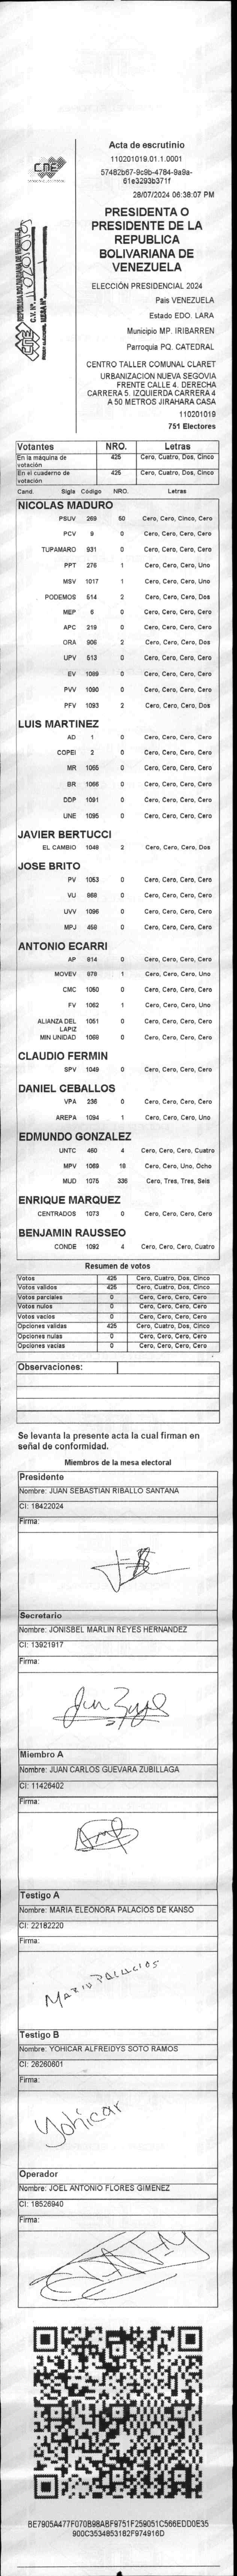 CNE
REPUBLICA BOLIVARIANA DE VENEZUELA
C.V. Nº 110201019
MESA Nº
CNE
PODER ELECTORAL
Acta de escrutinio
110201019.01.1.0001
57482b67-9c9b-4784-9a9a-
61e3293b371f
28/07/2024 06:38:07 PM
PRESIDENTA O
PRESIDENTE DE LA
REPUBLICA
BOLIVARIANA DE
VENEZUELA
ELECCIÓN PRESIDENCIAL 2024
Pais VENEZUELA
Estado EDO. LARA
Municipio MP. IRIBARREN
Parroquia PQ. CATEDRAL
CENTRO TALLER COMUNAL CLARET
URBANIZACION NUEVA SEGOVIA
FRENTE CALLE 4. DERECHA
CARRERA 5. IZQUIERDA CARRERA 4
A 50 METROS JIRAHARA CASA
110201019
751 Electores
Votantes NRO. Letras
En la máquina de votación 425 Cero, Cuatro, Dos, Cinco
En el cuaderno de votación 425 Cero, Cuatro, Dos, Cinco
Cand. Sigla Código NRO. Letras
NICOLAS MADURO
PSUV 269 50 Cero, Cero, Cinco, Cero
PCV 9 0 Cero, Cero, Cero, Cero
TUPAMARO 931 0 Cero, Cero, Cero, Cero
PPT 276 1 Cero, Cero, Cero, Uno
MSV 1017 1 Cero, Cero, Cero, Uno
PODEMOS 514 2 Cero, Cero, Cero, Dos
MEP 6 0 Cero, Cero, Cero, Cero
APC 219 0 Cero, Cero, Cero, Cero
ORA 906 2 Cero, Cero, Cero, Dos
UPV 513 0 Cero, Cero, Cero, Cero
EV 1089 0 Cero, Cero, Cero, Cero
PVV 1090 0 Cero, Cero, Cero, Cero
PFV 1093 2 Cero, Cero, Cero, Dos
LUIS MARTINEZ
AD 1 0 Cero, Cero, Cero, Cero
COPEI 2 0 Cero, Cero, Cero, Cero
MR 1065 0 Cero, Cero, Cero, Cero
BR 1066 0 Cero, Cero, Cero, Cero
DDP 1091 0 Cero, Cero, Cero, Cero
UNE 1095 0 Cero, Cero, Cero, Cero
JAVIER BERTUCCI
EL CAMBIO 1048 2 Cero, Cero, Cero, Dos
JOSE BRITO
PV 1053 0 Cero, Cero, Cero, Cero
VU 868 0 Cero, Cero, Cero, Cero
UVV 1096 0 Cero, Cero, Cero, Cero
MPJ 458 0 Cero, Cero, Cero, Cero
ANTONIO ECARRI
AP 914 0 Cero, Cero, Cero, Cero
MOVEV 979 1 Cero, Cero, Cero, Uno
CMC 1050 0 Cero, Cero, Cero, Cero
FV 1062 1 Cero, Cero, Cero, Uno
ALIANZA DEL LAPIZ 1051 0 Cero, Cero, Cero, Cero
MIN UNIDAD 1068 0 Cero, Cero, Cero, Cero
CLAUDIO FERMIN
SPV 1049 0 Cero, Cero, Cero, Cero
DANIEL CEBALLOS
VPA 236 0 Cero, Cero, Cero, Cero
AREPA 1094 1 Cero, Cero, Cero, Uno
EDMUNDO GONZALEZ
UNTC 460 4 Cero, Cero, Cero, Cuatro
MPV 1069 18 Cero, Cero, Uno, Ocho
MUD 1075 336 Cero, Tres, Tres, Seis
ENRIQUE MARQUEZ
CENTRADOS 1073 0 Cero, Cero, Cero, Cero
BENJAMIN RAUSSEO
CONDE 1092 4 Cero, Cero, Cero, Cuatro
Resumen de votos
Votos 425 Cero, Cuatro, Dos, Cinco
Votos validos 425 Cero, Cuatro, Dos, Cinco
Votos parciales 0 Cero, Cero, Cero, Cero
Votos nulos 0 Cero, Cero, Cero, Cero
Votos vacios 0 Cero, Cero, Cero, Cero
Opciones validas 425 Cero, Cuatro, Dos, Cinco
Opciones nulas 0 Cero, Cero, Cero, Cero
Opciones vacias 0 Cero, Cero, Cero, Cero
Observaciones:
Se levanta la presente acta la cual firman en
señal de conformidad.
Miembros de la mesa electoral
Presidente
Nombre: JUAN SEBASTIAN RIBALLO SANTANA
CI: 18422024
Firma:
Secretario
Nombre: JONISBEL MARLIN REYES HERNANDEZ
CI: 13921917
Firma:
Miembro A
Nombre: JUAN CARLOS GUEVARA ZUBILLAGA
CI: 11426402
Firma:
Testigo A
Nombre: MARIA ELEONORA PALACIOS DE KANSO
CI: 22182220
Firma:
MARIA PALACIOS
Testigo B
Nombre: YOHICAR ALFREIDYS SOTO RAMOS
CI: 26260601
Firma:
Yohicar
Operador
Nombre: JOEL ANTONIO FLORES GIMENEZ
CI: 18526940
Firma:
BE7905A477F070B98ABF9751F259051C566EDD0E35
900C3534853182F974916D